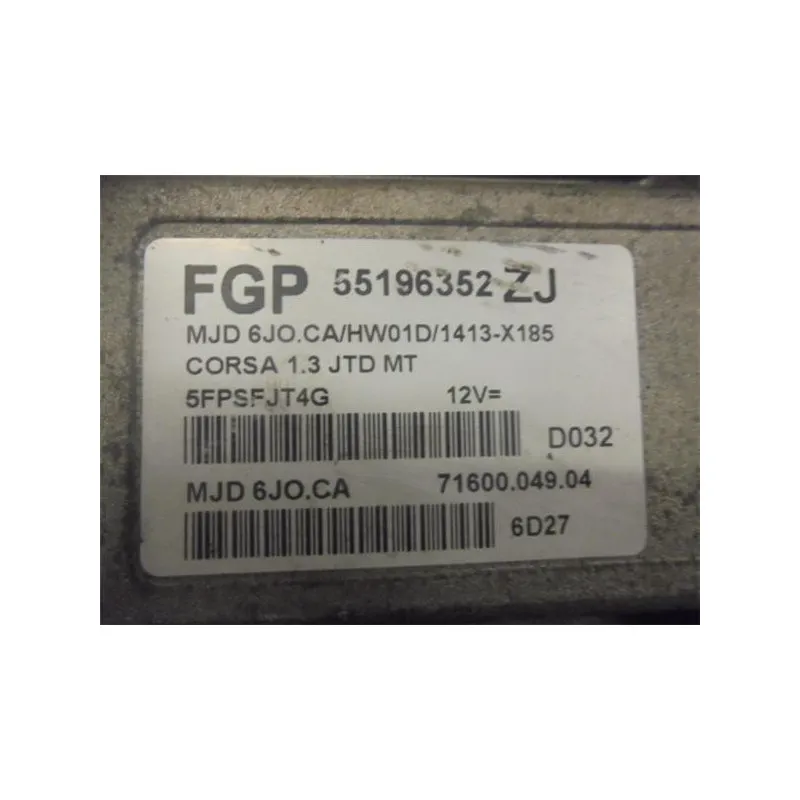 FGP 55196352 ZJ
MJD 6JO.CA/HW01D/1413-X185
CORSA 1.3 JTD MT
5FPSFJT4G 12V=
D032
MJD 6JO.CA 71600.049.04
6D27